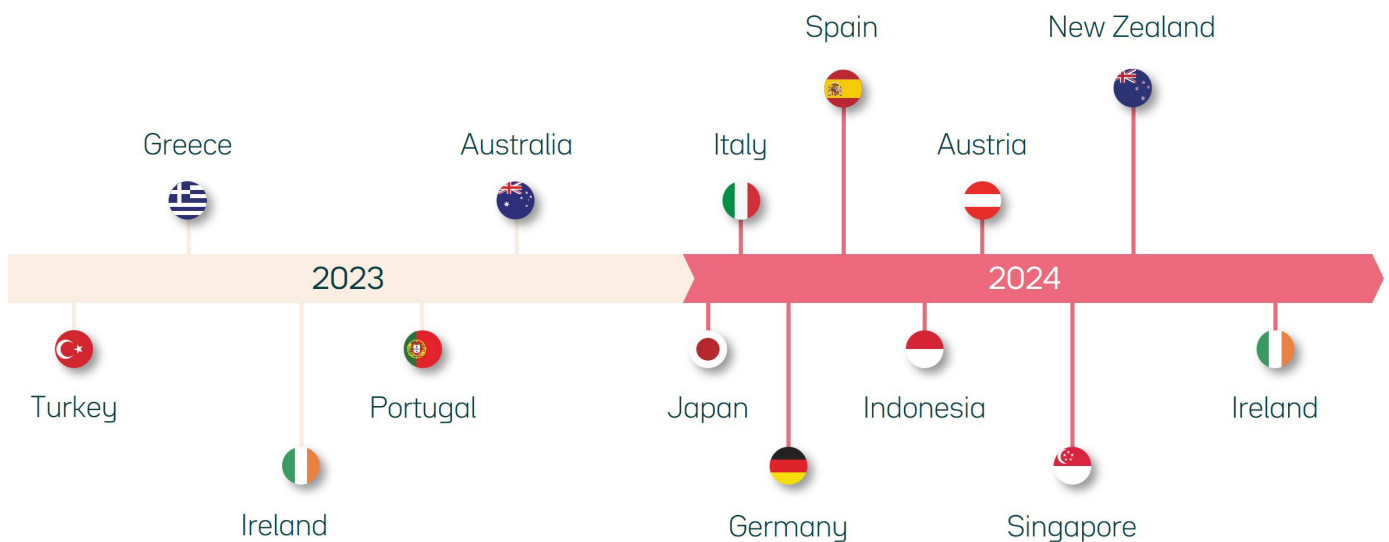 Spain
New Zealand
Greece
Australia
Italy
Austria
2023
2024
Turkey
Portugal
Japan
Indonesia
Ireland
Ireland
Germany
Singapore